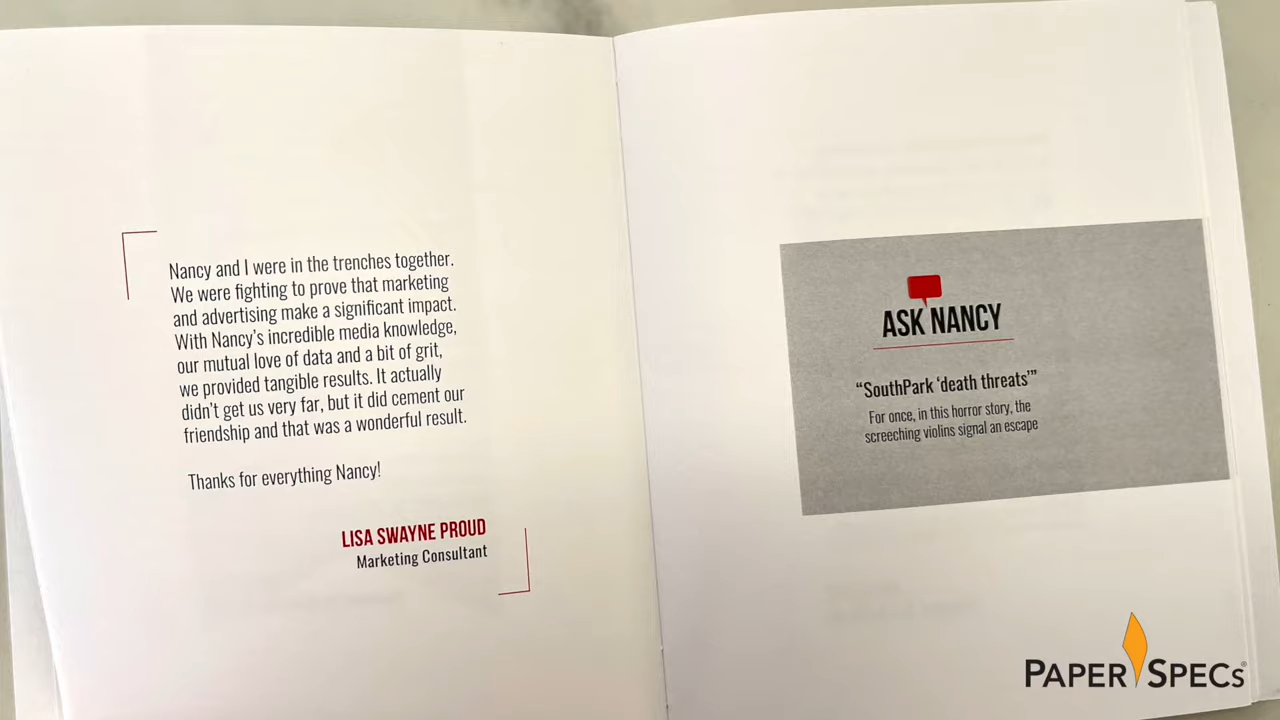 Nancy and I were in the trenches together.
We were fighting to prove that marketing
and advertising make a significant impact.
With Nancy's incredible media knowledge,
our mutual love of data and a bit of grit,
we provided tangible results. It actually
didn't get us very far, but it did cement our
friendship and that was a wonderful result.
Thanks for everything Nancy!
LISA SWAYNE PROUD
Marketing Consultant
ASK NANCY
“SouthPark ‘death threats’”
For once, in this horror story, the
screeching violins signal an escape
PAPER SPECS®